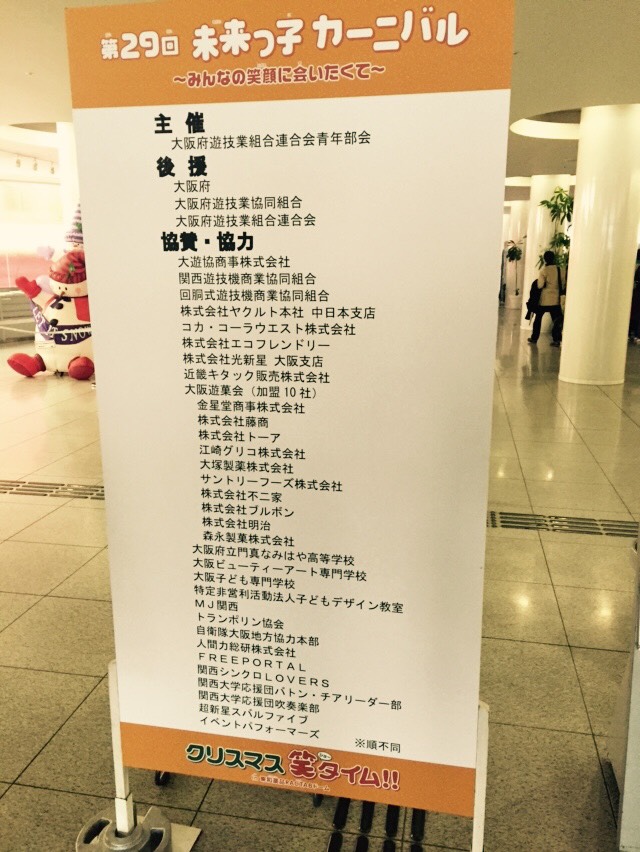 第29回 未来っ子カーニバル
～みんなの笑顔に会いたくて～
主催
大阪府遊技業組合連合会青年部会
後援
大阪府
大阪府遊技業協同組合
大阪府遊技業組合連合会
協賛・協力
大遊協商事株式会社
関西遊技機商業協同組合
回胴式遊技機商業協同組合
株式会社ヤクルト本社 中日本支店
コカ・コーラウエスト株式会社
株式会社エコフレンドリー
株式会社光新星 大阪支店
近畿キタック販売株式会社
大阪遊菓会（加盟10社）
金星堂商事株式会社
株式会社藤商
株式会社トーア
江崎グリコ株式会社
大塚製薬株式会社
サントリーフーズ株式会社
株式会社不二家
株式会社ブルボン
株式会社明治
森永製菓株式会社
大阪府立門真なみはや高等学校
大阪ビューティーアート専門学校
大阪子ども専門学校
特定非営利活動法人子どもデザイン教室
ＭＪ関西
トランポリン協会
自衛隊大阪地方協力本部
人間力総研株式会社
ＦＲＥＥＰＯＲＴＡＬ
関西シンクロＬＯＶＥＲＳ
関西大学応援団バトン・チアリーダー部
関西大学応援団吹奏楽部
超新星スバルファイブ
イベントパフォーマーズ
※順不同
クリスマス 笑タイム!!